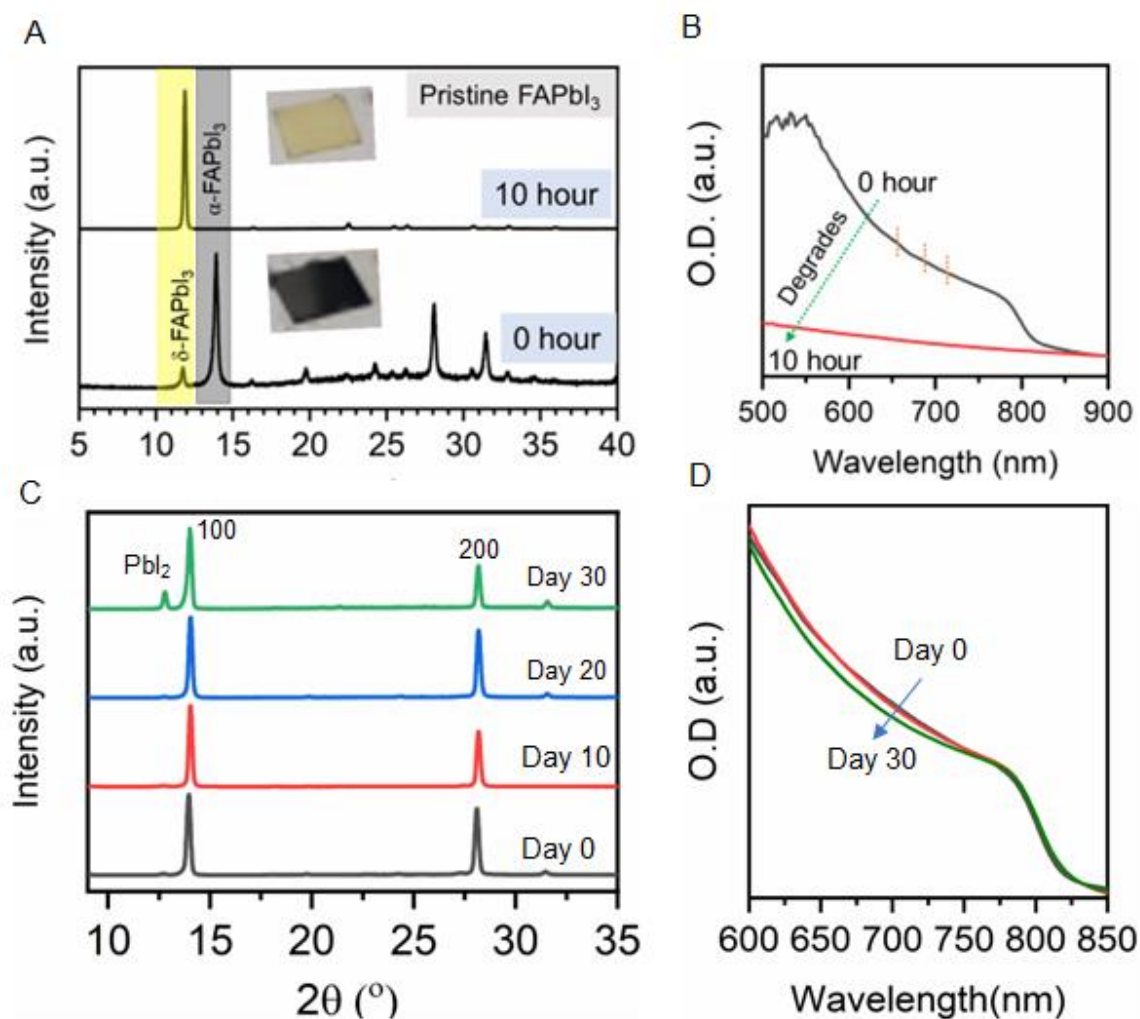 A
Pristine FAPbI₃
δ-FAPbI₃
α-FAPbI₃
10 hour
0 hour
Intensity (a.u.)
5 10 15 20 25 30 35 40
B
O.D. (a.u.)
0 hour
Degrades
10 hour
500 600 700 800 900
Wavelength (nm)
C
Intensity (a.u.)
100
PbI₂
200
Day 30
Day 20
Day 10
Day 0
10 15 20 25 30 35
2θ (°)
D
O.D (a.u.)
Day 0
Day 30
600 650 700 750 800 850
Wavelength(nm)